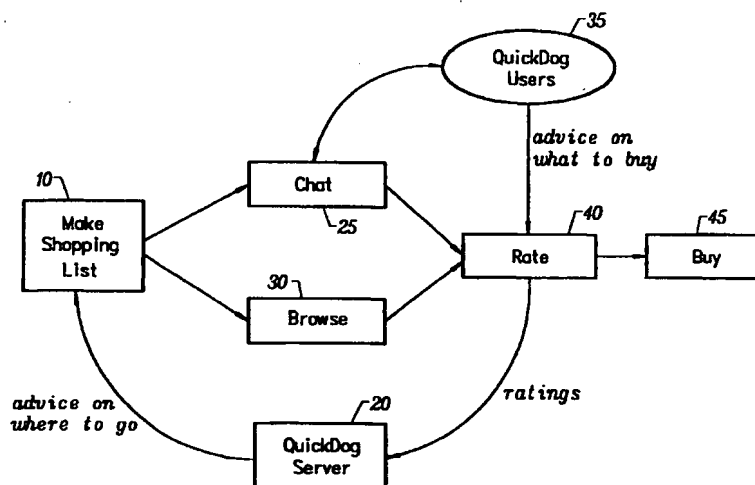 35
QuickDog
Users
advice on
what to buy
10
Make
Shopping
List
Chat
25
40
Rate
45
Buy
30
Browse
advice on
where to go
20
QuickDog
Server
ratings